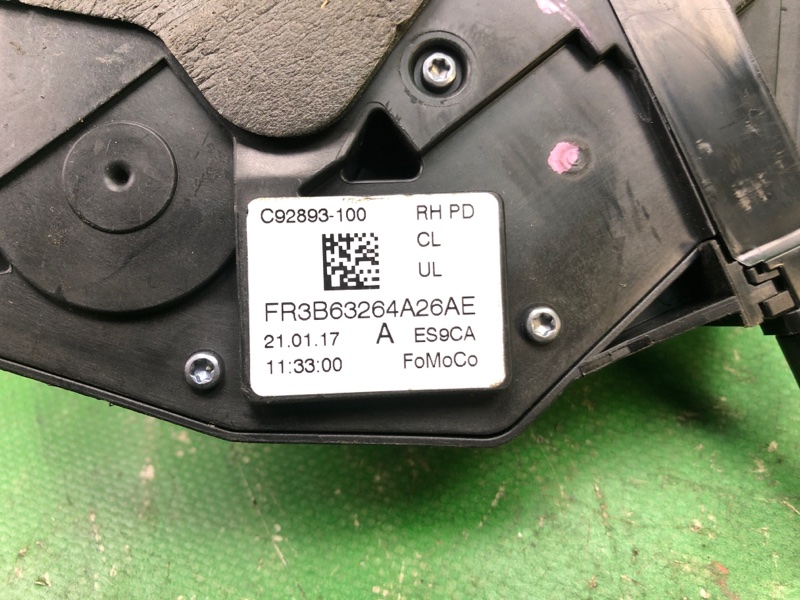 C92893-100 RH PD
CL
UL
FR3B63264A26AE
21.01.17 A ES9CA
11:33:00 FoMoCo